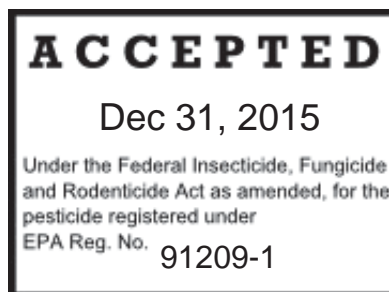 ACCEPTED
Dec 31, 2015
Under the Federal Insecticide, Fungicide
and Rodenticide Act as amended, for the
pesticide registered under
EPA Reg. No. 91209-1